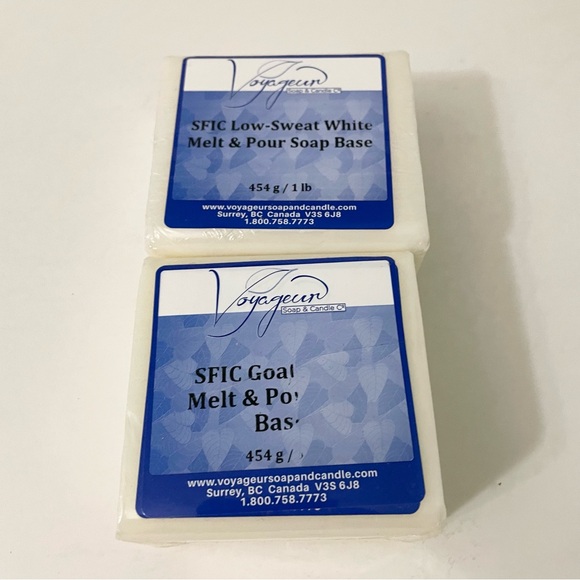 Voyageur
Soap & Candle Cº
SFIC Low-Sweat White
Melt & Pour Soap Base
454 g / 1 lb
www.voyageursoapandcandle.com
Surrey, BC Canada V3S 6J8
1.800.758.7773
Voyageur
Soap & Candle Cº
SFIC Goat
Melt & Po
Bas
454 g /
www.voyageursoapandcandle.com
Surrey, BC Canada V3S 6J8
1.800.758.7773